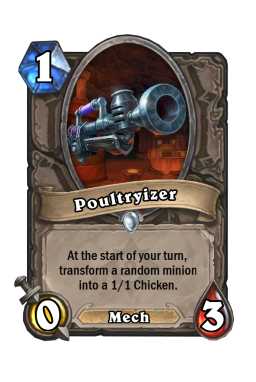 1
Poultryizer
At the start of your turn,
transform a random minion
into a 1/1 Chicken.
0
Mech
3